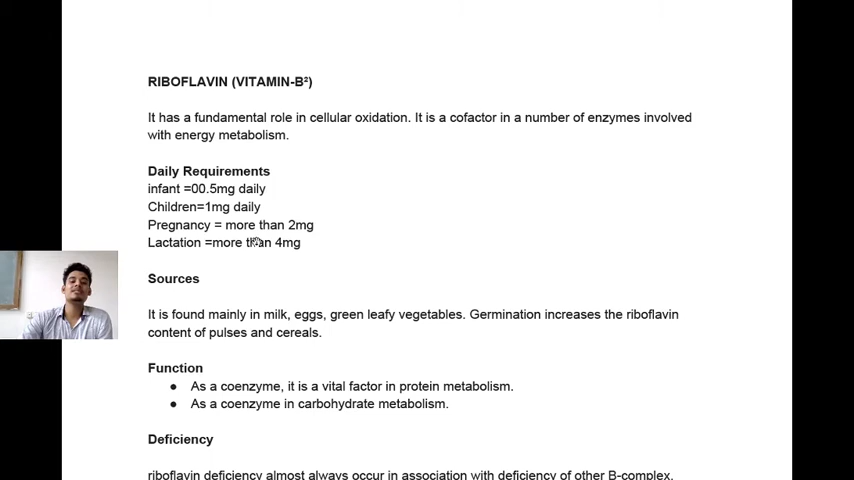 RIBOFLAVIN (VITAMIN-B²)
It has a fundamental role in cellular oxidation. It is a cofactor in a number of enzymes involved
with energy metabolism.
Daily Requirements
infant =00.5mg daily
Children=1mg daily
Pregnancy = more than 2mg
Lactation =more than 4mg
Sources
It is found mainly in milk, eggs, green leafy vegetables. Germination increases the riboflavin
content of pulses and cereals.
Function
● As a coenzyme, it is a vital factor in protein metabolism.
● As a coenzyme in carbohydrate metabolism.
Deficiency
riboflavin deficiency almost always occur in association with deficiency of other B-complex.